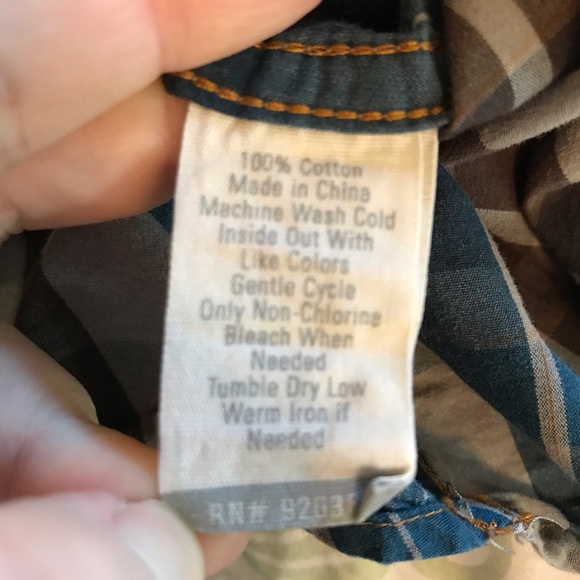 100% Cotton
Made in China
Machine Wash Cold
Inside Out With
Like Colors
Gentle Cycle
Only Non-Chlorine
Bleach When
Needed
Tumble Dry Low
Warm Iron if
Needed
RN#